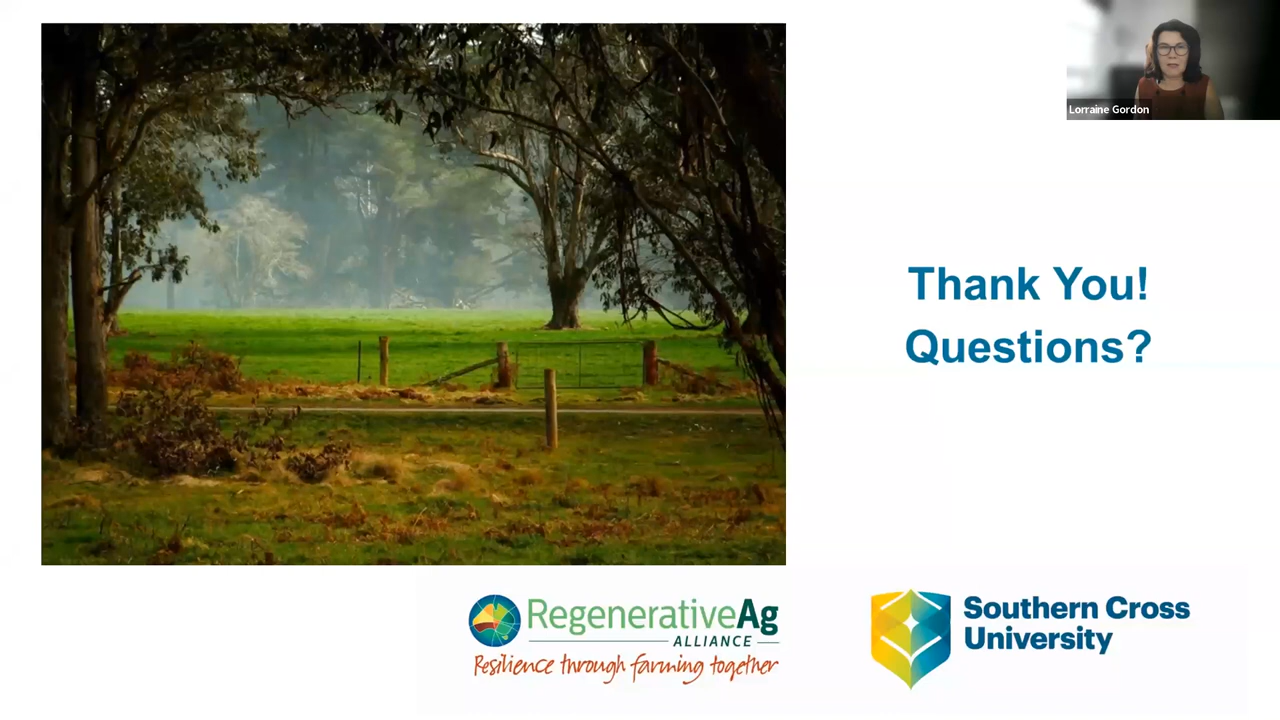 Lorraine Gordon
Thank You!
Questions?
RegenerativeAg
ALLIANCE
Resilience through farming together
Southern Cross
University